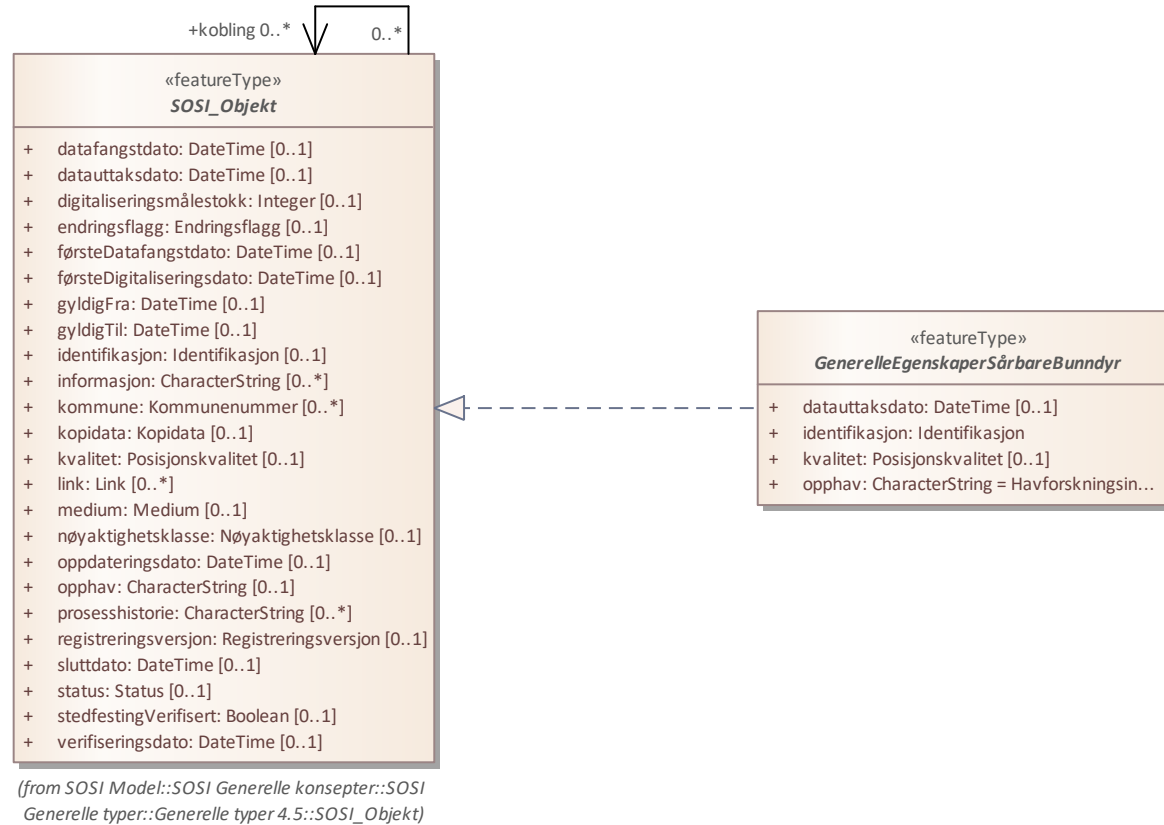 +kobling 0..*
0..*
«featureType»
SOSI_Objekt
+ datafangstdato: DateTime [0..1]
+ datauttaksdato: DateTime [0..1]
+ digitaliseringsmålestokk: Integer [0..1]
+ endringsflagg: Endringsflagg [0..1]
+ førsteDatafangstdato: DateTime [0..1]
+ førsteDigitaliseringsdato: DateTime [0..1]
+ gyldigFra: DateTime [0..1]
+ gyldigTil: DateTime [0..1]
+ identifikasjon: Identifikasjon [0..1]
+ informasjon: CharacterString [0..*]
+ kommune: Kommunenummer [0..*]
+ kopidata: Kopidata [0..1]
+ kvalitet: Posisjonskvalitet [0..1]
+ link: Link [0..*]
+ medium: Medium [0..1]
+ nøyaktighetsklasse: Nøyaktighetsklasse [0..1]
+ oppdateringsdato: DateTime [0..1]
+ opphav: CharacterString [0..1]
+ prosesshistorie: CharacterString [0..*]
+ registreringsversjon: Registreringsversjon [0..1]
+ sluttdato: DateTime [0..1]
+ status: Status [0..1]
+ stedfestingVerifisert: Boolean [0..1]
+ verifiseringsdato: DateTime [0..1]
(from SOSI Model::SOSI Generelle konsepter::SOSI
Generelle typer::Generelle typer 4.5::SOSI_Objekt)
«featureType»
GenerelleEgenskaperSårbareBunndyr
+ datauttaksdato: DateTime [0..1]
+ identifikasjon: Identifikasjon
+ kvalitet: Posisjonskvalitet [0..1]
+ opphav: CharacterString = Havforskningsin...